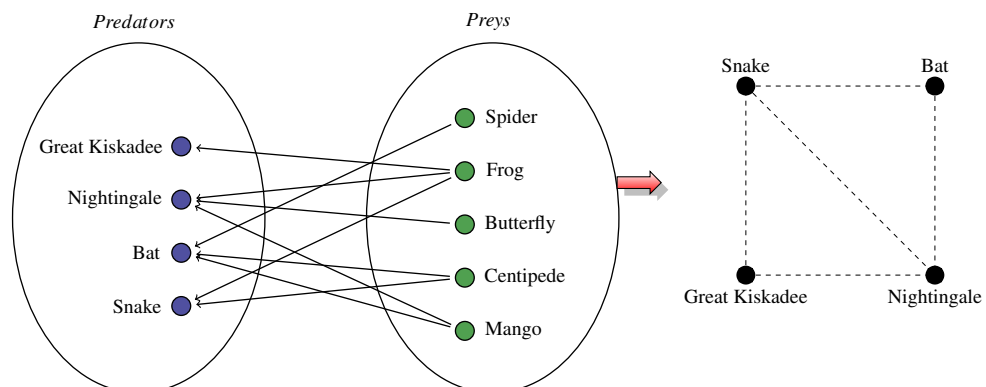 Predators
Great Kiskadee
Nightingale
Bat
Snake
Preys
Spider
Frog
Butterfly
Centipede
Mango
Snake
Bat
Great Kiskadee
Nightingale